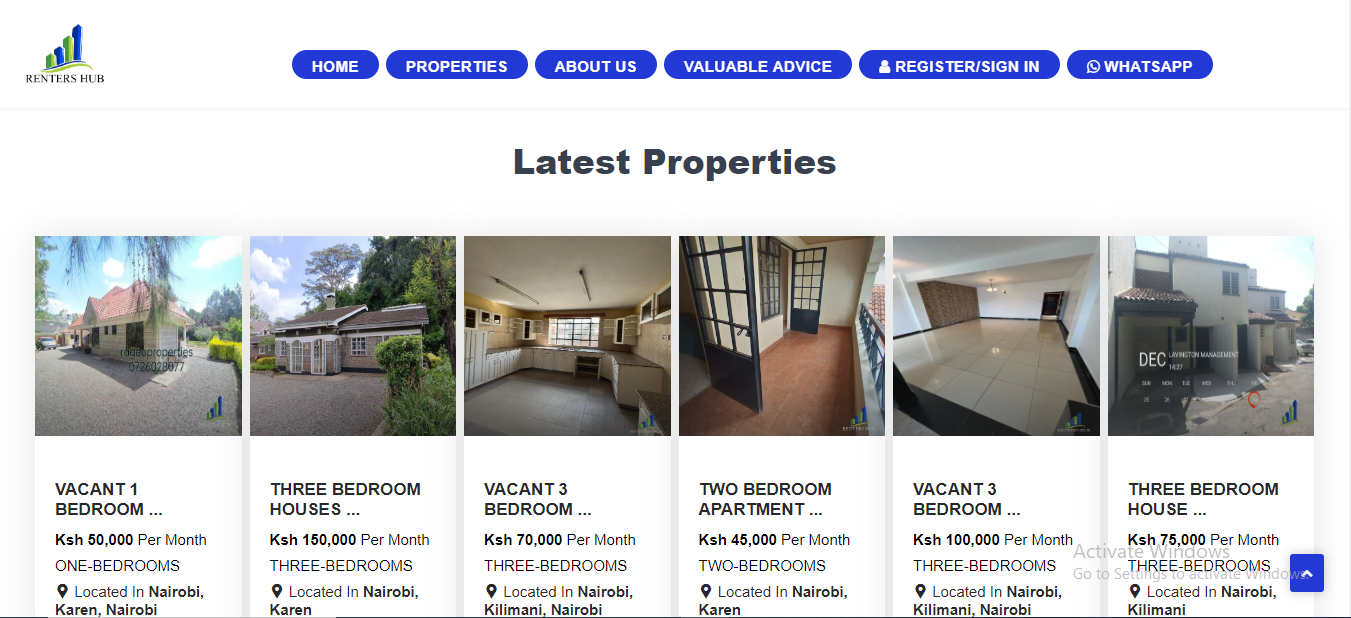 RENTERS HUB
HOME
PROPERTIES
ABOUT US
VALUABLE ADVICE
REGISTER/SIGN IN
WHATSAPP
Latest Properties
0726028077
RENTERS HUB
DEC
LAVINGTON MANAGEMENT
14:27
SUN MON TUE WED THU FRI
25 26
VACANT 1
BEDROOM ...
Ksh 50,000 Per Month
ONE-BEDROOMS
Located In Nairobi,
Karen, Nairobi
THREE BEDROOM
HOUSES ...
Ksh 150,000 Per Month
THREE-BEDROOMS
Located In Nairobi,
Karen
VACANT 3
BEDROOM ...
Ksh 70,000 Per Month
THREE-BEDROOMS
Located In Nairobi,
Kilimani, Nairobi
TWO BEDROOM
APARTMENT ...
Ksh 45,000 Per Month
TWO-BEDROOMS
Located In Nairobi,
Karen
VACANT 3
BEDROOM ...
Ksh 100,000 Per Month
THREE-BEDROOMS
Located In Nairobi,
Kilimani, Nairobi
THREE BEDROOM
HOUSE ...
Ksh 75,000 Per Month
THREE-BEDROOMS
Located In Nairobi,
Kilimani
Activate Windows
Go to Settings to activate Windows.